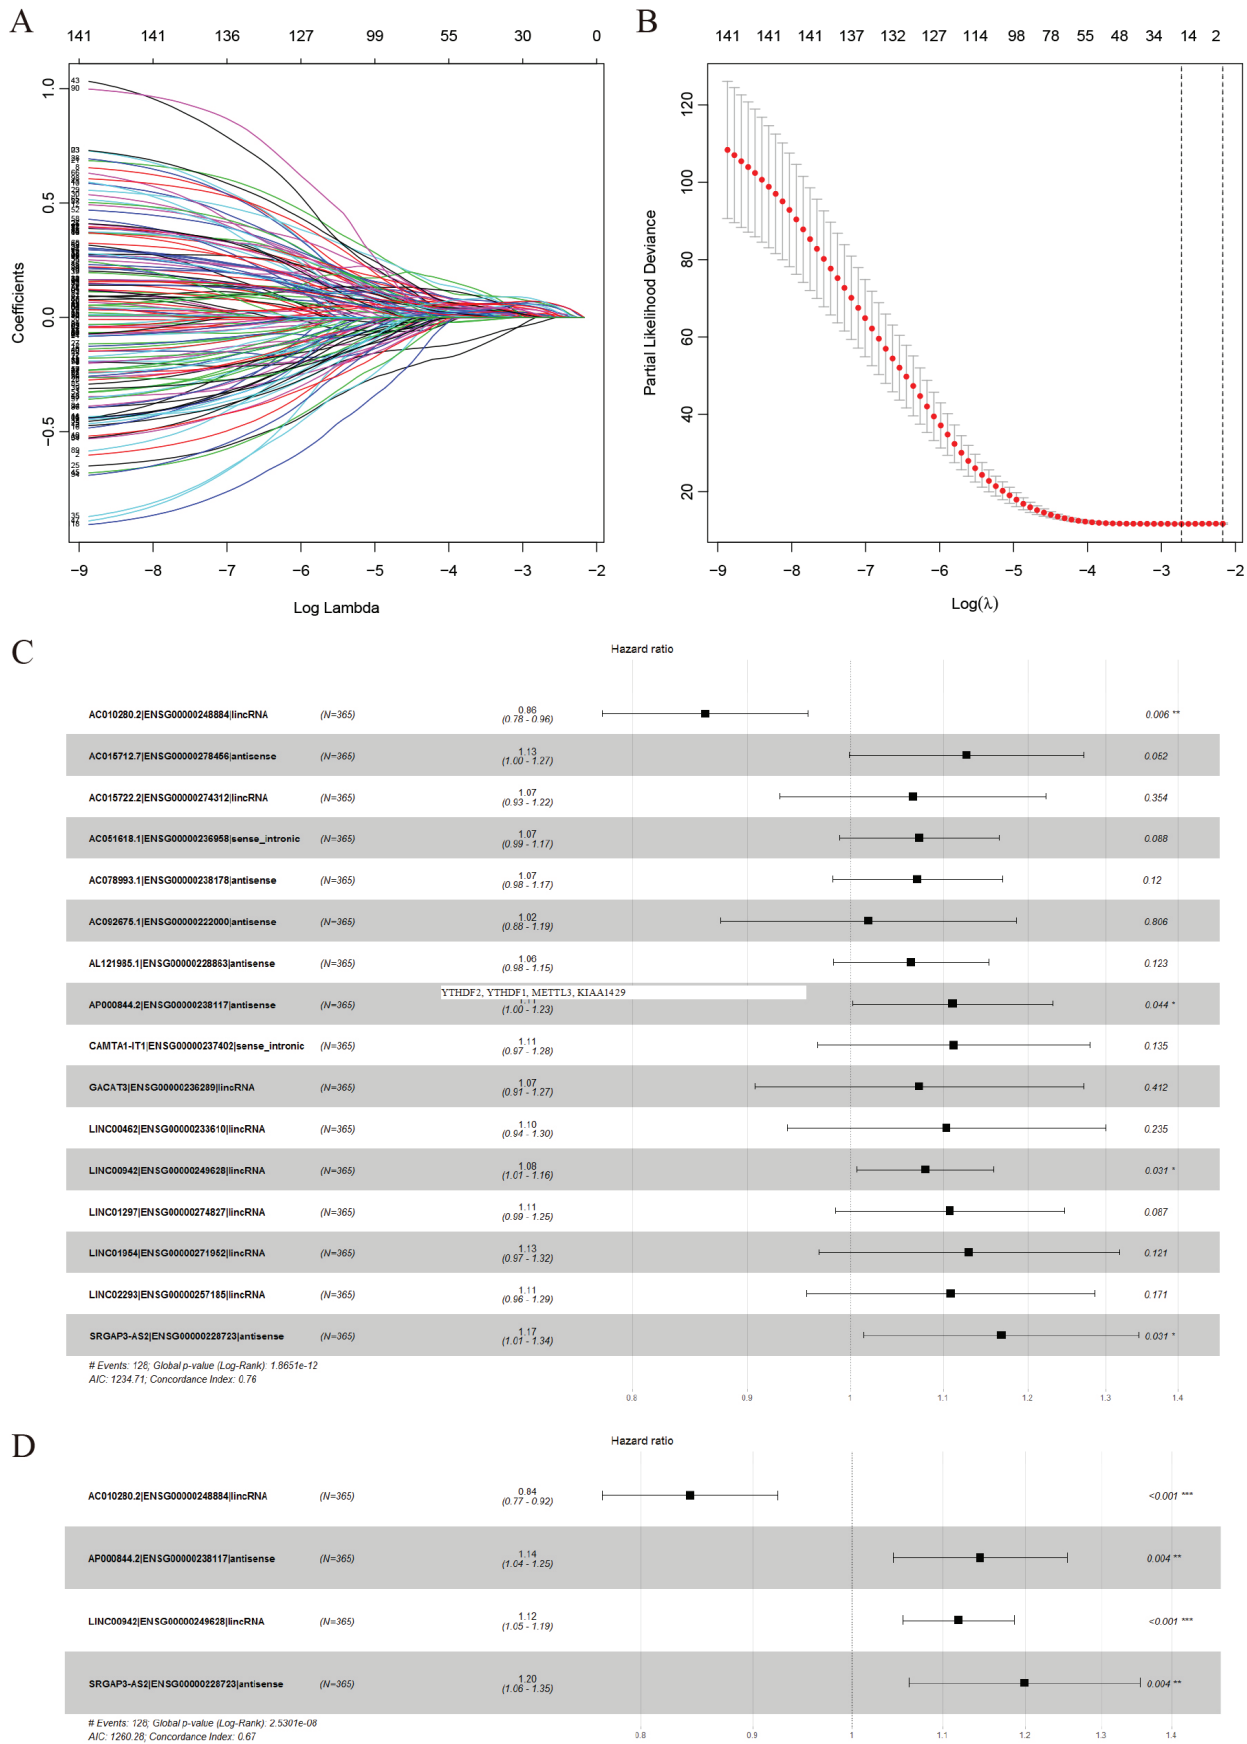 A
141 141 136 127 99 55 30 0
1.0
0.5
0.0
−0.5
Coefficients
43
90
8
52
25
2
35
18
−9 −8 −7 −6 −5 −4 −3 −2
Log Lambda
B
141 141 141 137 132 127 114 98 78 55 48 34 14 2
120
100
80
60
40
20
Partial Likelihood Deviance
−9 −8 −7 −6 −5 −4 −3 −2
Log(λ)
C
Hazard ratio
AC010280.2|ENSG00000248884|lincRNA (N=365) 0.86 0.006 **
(0.78 - 0.96)
AC015712.7|ENSG00000278456|antisense (N=365) 1.13 0.052
(1.00 - 1.27)
AC015722.2|ENSG00000274312|lincRNA (N=365) 1.07 0.354
(0.93 - 1.22)
AC051618.1|ENSG00000236958|sense_intronic (N=365) 1.07 0.088
(0.99 - 1.17)
AC078993.1|ENSG00000238178|antisense (N=365) 1.07 0.12
(0.98 - 1.17)
AC092675.1|ENSG00000222000|antisense (N=365) 1.02 0.806
(0.88 - 1.19)
AL121985.1|ENSG00000228863|antisense (N=365) 1.06 0.123
(0.98 - 1.15)
YTHDF2, YTHDF1, METTL3, KIAA1429
AP000844.2|ENSG00000238117|antisense (N=365) 1.11 0.044 *
(1.00 - 1.23)
CAMTA1-IT1|ENSG00000237402|sense_intronic (N=365) 1.11 0.135
(0.97 - 1.28)
GACAT3|ENSG00000236289|lincRNA (N=365) 1.07 0.412
(0.91 - 1.27)
LINC00462|ENSG00000233610|lincRNA (N=365) 1.10 0.235
(0.94 - 1.30)
LINC00942|ENSG00000249628|lincRNA (N=365) 1.08 0.031 *
(1.01 - 1.16)
LINC01297|ENSG00000274827|lincRNA (N=365) 1.11 0.087
(0.99 - 1.25)
LINC01954|ENSG00000271952|lincRNA (N=365) 1.13 0.121
(0.97 - 1.32)
LINC02293|ENSG00000257185|lincRNA (N=365) 1.11 0.171
(0.96 - 1.29)
SRGAP3-AS2|ENSG00000228723|antisense (N=365) 1.17 0.031 *
(1.01 - 1.34)
# Events: 128; Global p-value (Log-Rank): 1.8651e-12
AIC: 1234.71; Concordance Index: 0.76
0.8 0.9 1 1.1 1.2 1.3 1.4
D
Hazard ratio
AC010280.2|ENSG00000248884|lincRNA (N=365) 0.84 <0.001 ***
(0.77 - 0.92)
AP000844.2|ENSG00000238117|antisense (N=365) 1.14 0.004 **
(1.04 - 1.25)
LINC00942|ENSG00000249628|lincRNA (N=365) 1.12 <0.001 ***
(1.05 - 1.19)
SRGAP3-AS2|ENSG00000228723|antisense (N=365) 1.20 0.004 **
(1.06 - 1.35)
# Events: 128; Global p-value (Log-Rank): 2.5301e-08
AIC: 1260.28; Concordance Index: 0.67
0.8 0.9 1 1.1 1.2 1.3 1.4